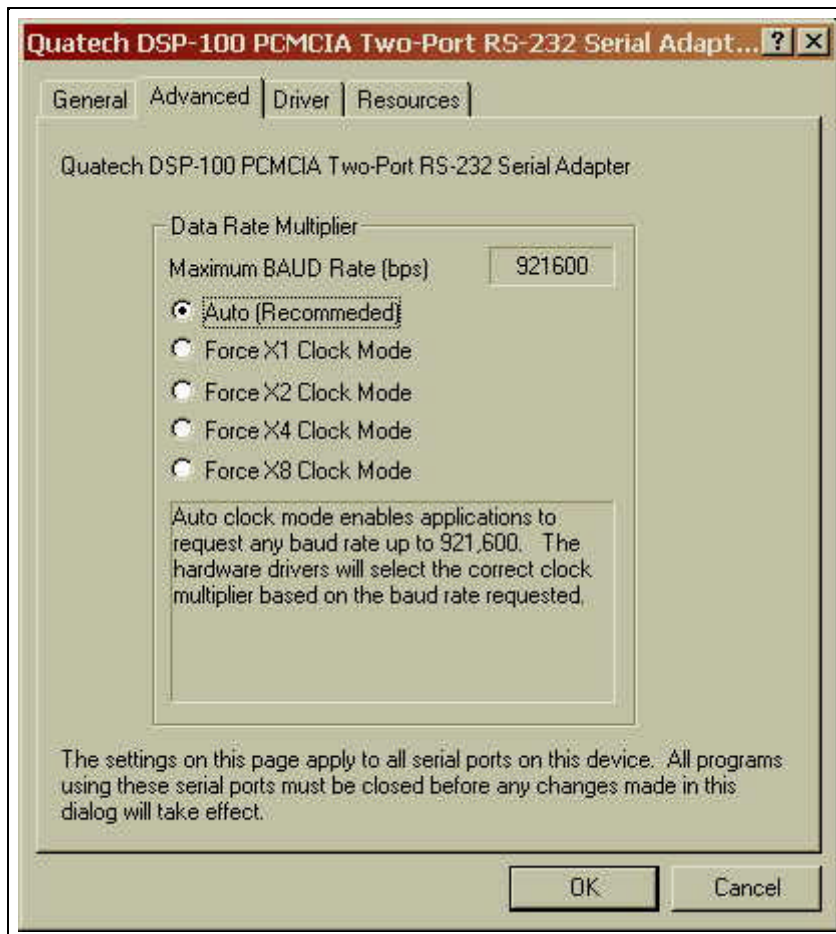 Quatech DSP-100 PCMCIA Two-Port RS-232 Serial Adapt... ? X
General Advanced Driver Resources
Quatech DSP-100 PCMCIA Two-Port RS-232 Serial Adapter
Data Rate Multiplier
Maximum BAUD Rate (bps) 921600
Auto (Recommeded)
Force X1 Clock Mode
Force X2 Clock Mode
Force X4 Clock Mode
Force X8 Clock Mode
Auto clock mode enables applications to
request any baud rate up to 921,600. The
hardware drivers will select the correct clock
multiplier based on the baud rate requested.
The settings on this page apply to all serial ports on this device. All programs
using these serial ports must be closed before any changes made in this
dialog will take effect.
OK Cancel